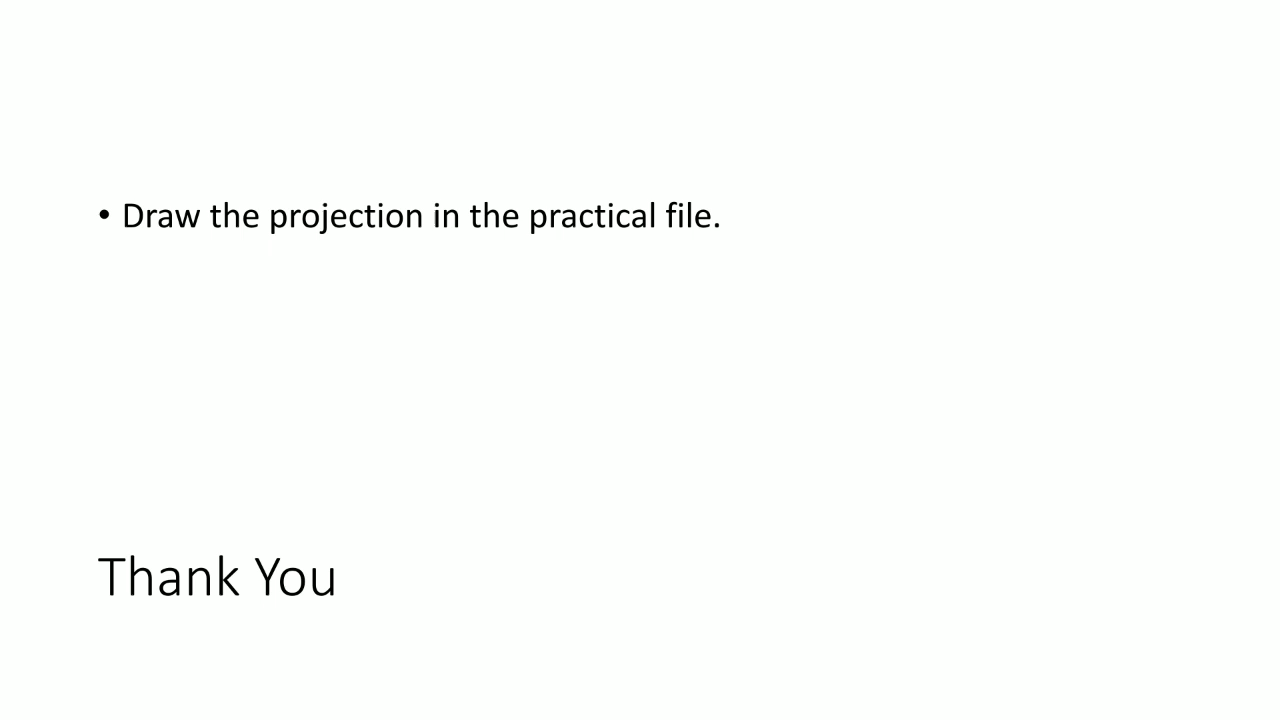 • Draw the projection in the practical file.
Thank You